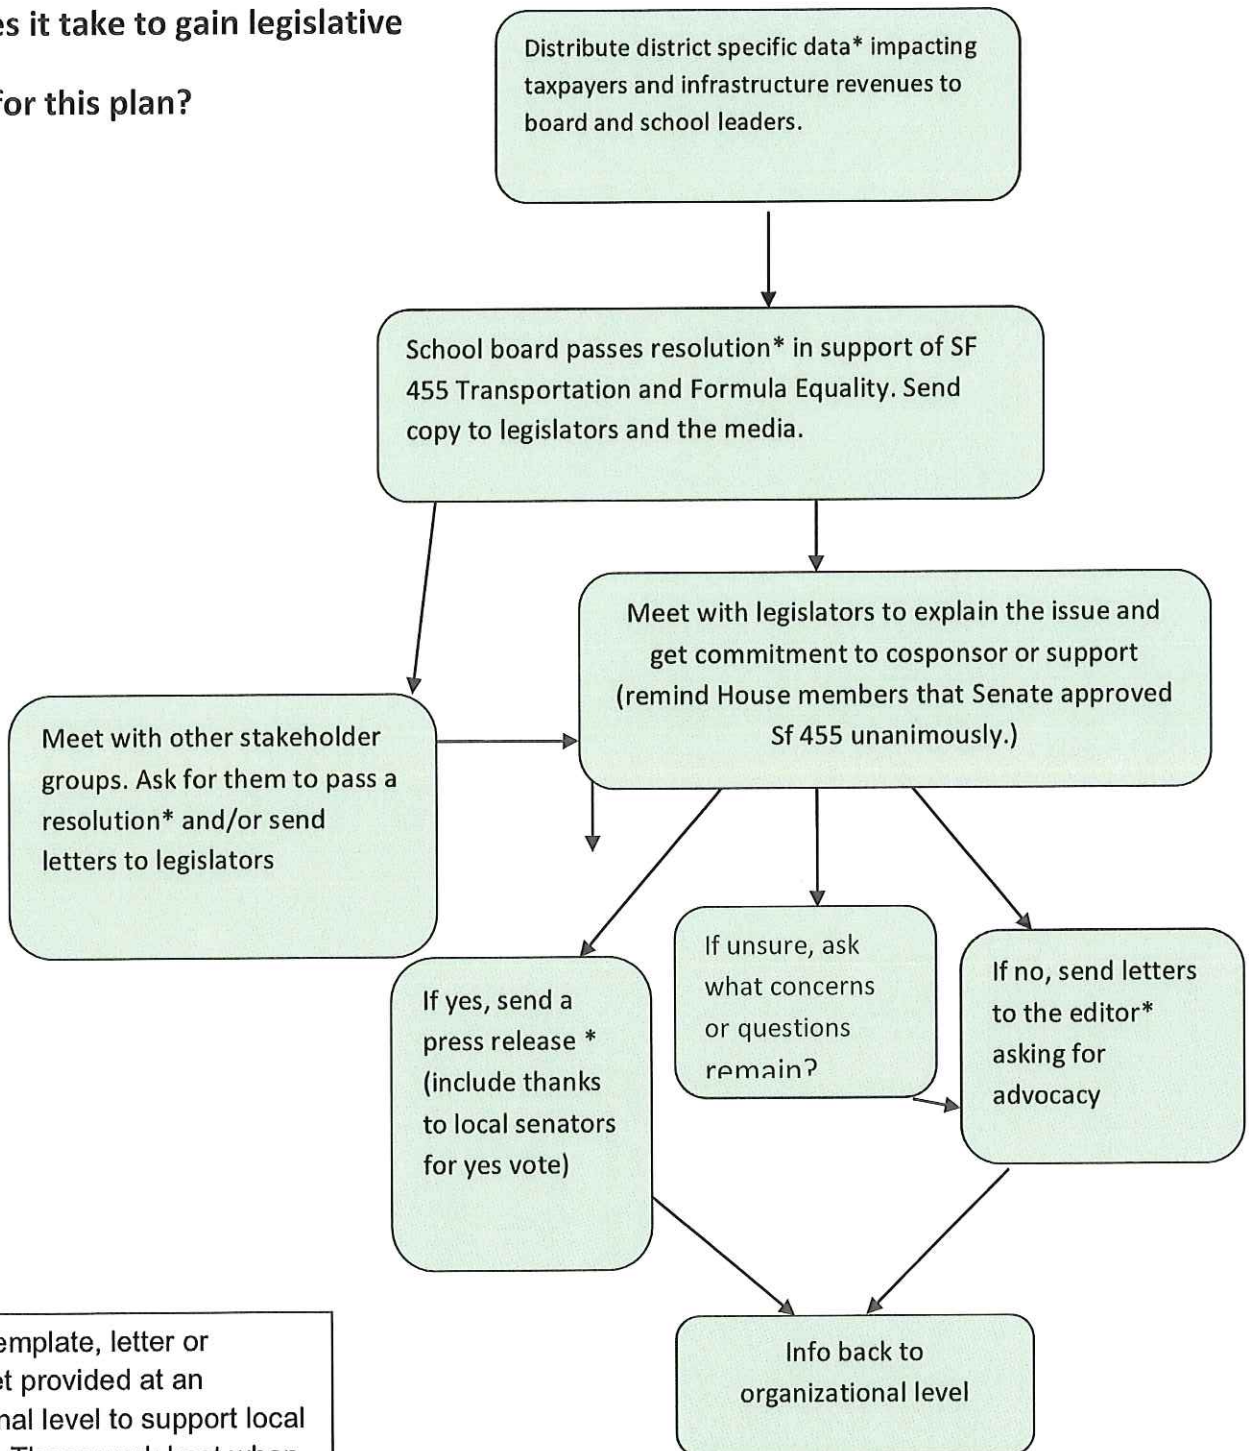 es it take to gain legislative
for this plan?
Distribute district specific data* impacting
taxpayers and infrastructure revenues to
board and school leaders.
School board passes resolution* in support of SF
455 Transportation and Formula Equality. Send
copy to legislators and the media.
Meet with legislators to explain the issue and
get commitment to cosponsor or support
(remind House members that Senate approved
Sf 455 unanimously.)
Meet with other stakeholder
groups. Ask for them to pass a
resolution* and/or send
letters to legislators
If yes, send a
press release *
(include thanks
to local senators
for yes vote)
If unsure, ask
what concerns
or questions
remain?
If no, send letters
to the editor*
asking for
advocacy
Info back to
organizational level
emplate, letter or
et provided at an
nal level to support local